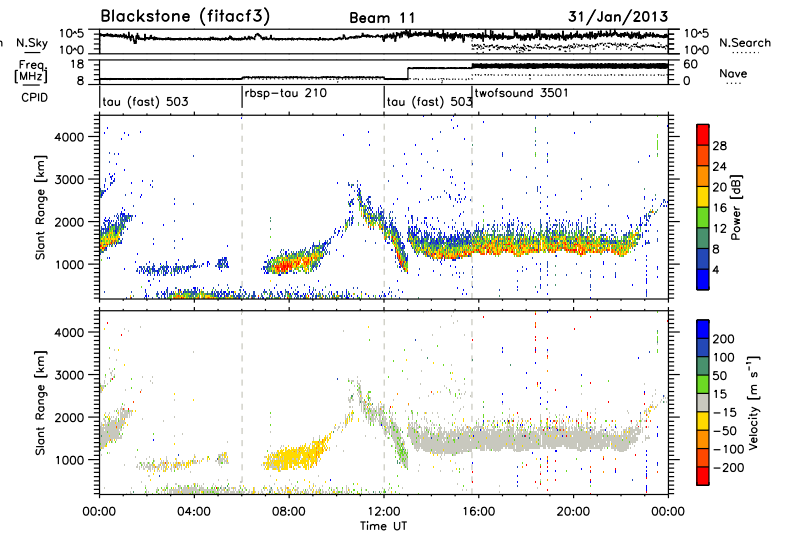 Blackstone (fitacf3)
Beam 11
31/Jan/2013
n N.Sky
10^5
10^0
10^5
10^0
N.Search
Freq.
[MHz]
18
8
60
0
Nave
CPID
tau (fast) 503
rbsp-tau 210
tau (fast) 503
twofsound 3501
Slant Range [km]
4000
3000
2000
1000
28
24
20
16
12
8
4
Power [dB]
Slant Range [km]
4000
3000
2000
1000
200
100
50
15
-15
-50
-100
-200
Velocity [m s⁻¹]
00:00
04:00
08:00
12:00
16:00
20:00
00:00
Time UT